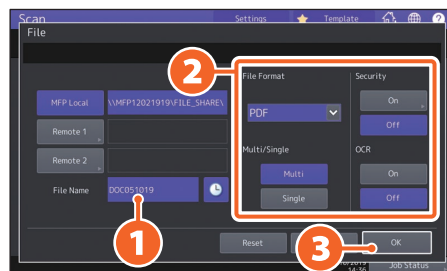 Scan
Settings
Template
File
2
File Format
Security
MFP Local
\\MFP12021919\FILE_SHARE\
PDF
On
Off
Remote 1
Multi/Single
OCR
Remote 2
Multi
On
File Name
DOC051019
Single
Off
1
Reset
3
OK
14:36
Job Status